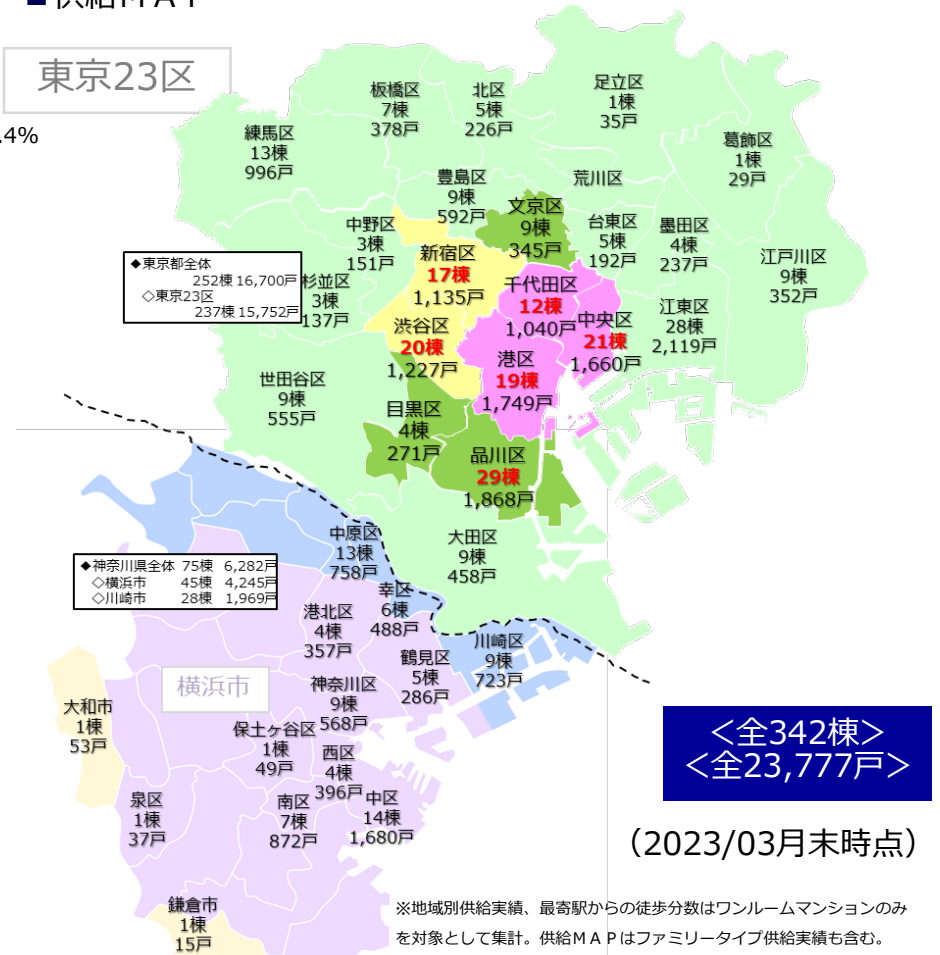 ■供給ＭＡＰ
東京23区
.4%
足立区
1棟
35戸
板橋区
7棟
378戸
北区
5棟
226戸
練馬区
13棟
996戸
葛飾区
1棟
29戸
豊島区
9棟
592戸
荒川区
文京区
9棟
345戸
中野区
3棟
151戸
台東区
5棟
192戸
墨田区
4棟
237戸
江戸川区
9棟
352戸
新宿区
17棟
1,135戸
◆東京都全体
252棟 16,700戸
◇東京23区
237棟 15,752戸
杉並区
3棟
137戸
千代田区
12棟
1,040戸
中央区
21棟
1,660戸
江東区
28棟
2,119戸
渋谷区
20棟
1,227戸
港区
19棟
1,749戸
世田谷区
9棟
555戸
目黒区
4棟
271戸
品川区
29棟
1,868戸
大田区
9棟
458戸
中原区
13棟
758戸
◆神奈川県全体 75棟 6,282戸
◇横浜市 45棟 4,245戸
◇川崎市 28棟 1,969戸
幸区
6棟
488戸
港北区
4棟
357戸
川崎区
9棟
723戸
鶴見区
5棟
286戸
横浜市
神奈川区
9棟
568戸
大和市
1棟
53戸
保土ヶ谷区
1棟
49戸
西区
4棟
396戸
泉区
1棟
37戸
南区
7棟
872戸
中区
14棟
1,680戸
鎌倉市
1棟
15戸
＜全342棟＞
＜全23,777戸＞
（2023/03月末時点）
※地域別供給実績、最寄駅からの徒歩分数はワンルームマンションのみ
を対象として集計。供給ＭＡＰはファミリータイプ供給実績も含む。